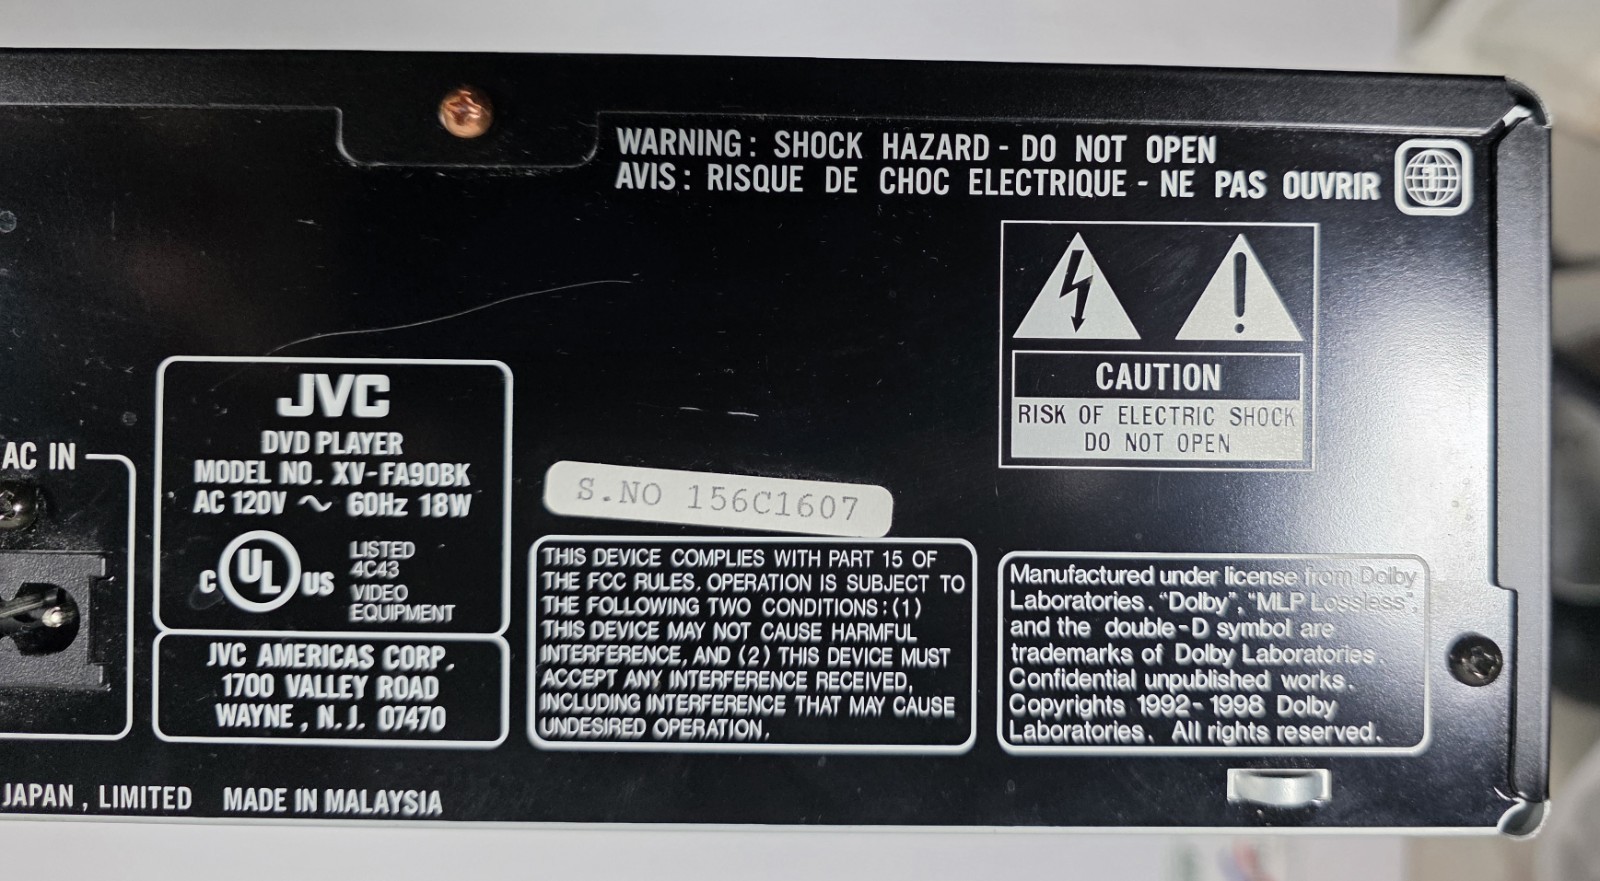 WARNING: SHOCK HAZARD - DO NOT OPEN
AVIS: RISQUE DE CHOC ELECTRIQUE - NE PAS OUVRIR
1
CAUTION
RISK OF ELECTRIC SHOCK
DO NOT OPEN
AC IN
JVC
DVD PLAYER
MODEL NO. XV-FA90BK
AC 120V ~ 60Hz 18W
C UL US
LISTED
4C43
VIDEO
EQUIPMENT
JVC AMERICAS CORP.
1700 VALLEY ROAD
WAYNE, N.J. 07470
S.NO 156C1607
THIS DEVICE COMPLIES WITH PART 15 OF
THE FCC RULES. OPERATION IS SUBJECT TO
THE FOLLOWING TWO CONDITIONS: (1)
THIS DEVICE MAY NOT CAUSE HARMFUL
INTERFERENCE, AND (2) THIS DEVICE MUST
ACCEPT ANY INTERFERENCE RECEIVED,
INCLUDING INTERFERENCE THAT MAY CAUSE
UNDESIRED OPERATION.
Manufactured under license from Dolby
Laboratories. "Dolby", "MLP Lossless",
and the double-D symbol are
trademarks of Dolby Laboratories.
Confidential unpublished works.
Copyrights 1992-1998 Dolby
Laboratories. All rights reserved.
JAPAN, LIMITED MADE IN MALAYSIA